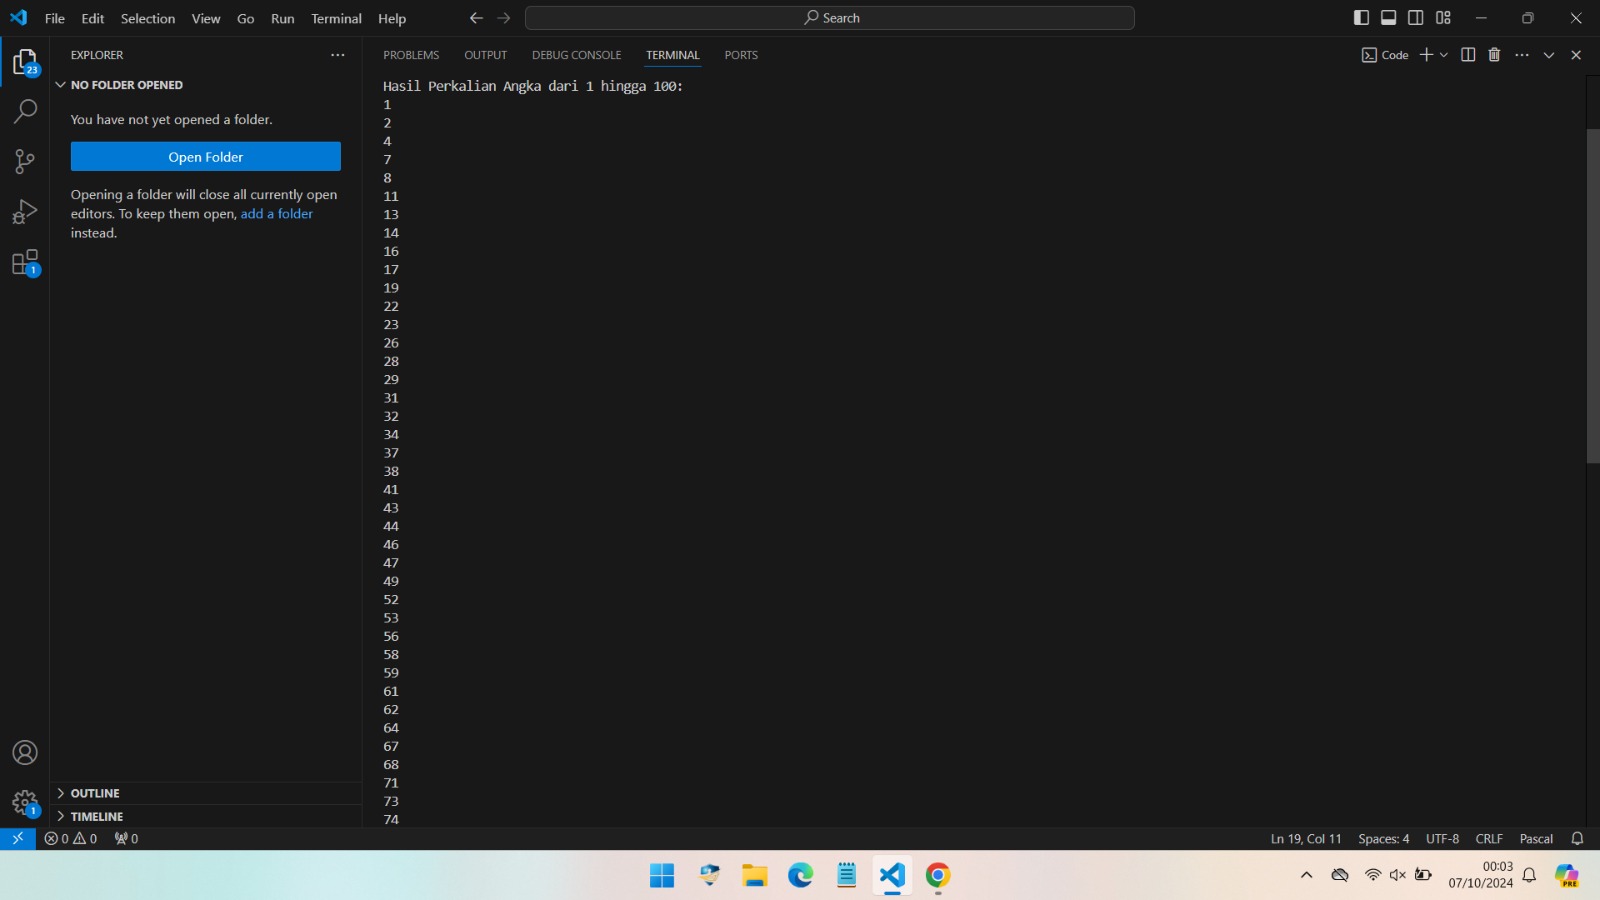 File Edit Selection View Go Run Terminal Help
Search
EXPLORER
NO FOLDER OPENED
You have not yet opened a folder.
Open Folder
Opening a folder will close all currently open
editors. To keep them open, add a folder
instead.
OUTLINE
TIMELINE
23
1
1
PROBLEMS OUTPUT DEBUG CONSOLE TERMINAL PORTS
Code
Hasil Perkalian Angka dari 1 hingga 100:
1
2
4
7
8
11
13
14
16
17
19
22
23
26
28
29
31
32
34
37
38
41
43
44
46
47
49
52
53
56
58
59
61
62
64
67
68
71
73
74
0 0 0
Ln 19, Col 11 Spaces: 4 UTF-8 CRLF Pascal
00:03
07/10/2024
PRE